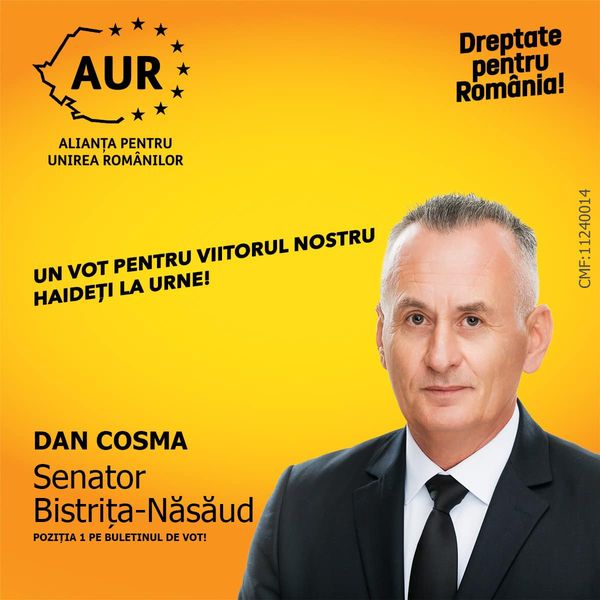 AUR
ALIANȚA PENTRU
UNIREA ROMÂNILOR
Dreptate
pentru
România!
CMF:11240014
UN VOT PENTRU VIITORUL NOSTRU
HAIDEȚI LA URNE!
DAN COSMA
Senator
Bistrița-Năsăud
POZIȚIA 1 PE BULETINUL DE VOT!